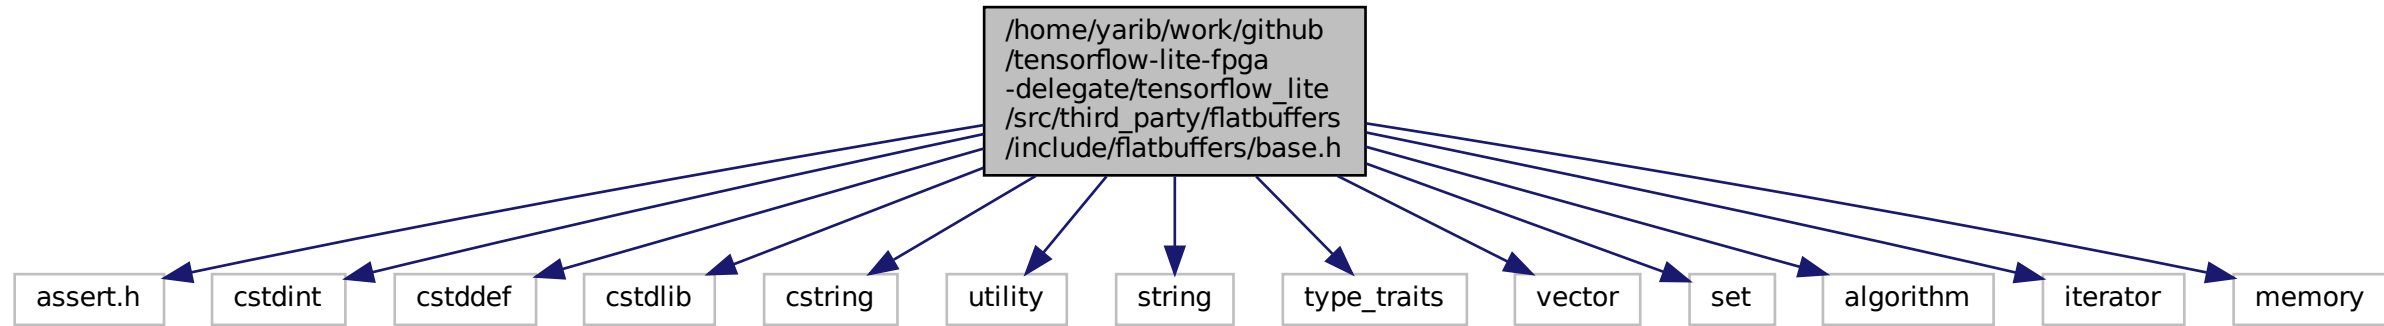 /home/yarib/work/github
/tensorflow-lite-fpga
-delegate/tensorflow_lite
/src/third_party/flatbuffers
/include/flatbuffers/base.h
assert.h
cstdint
cstddef
cstdlib
cstring
utility
string
type_traits
vector
set
algorithm
iterator
memory